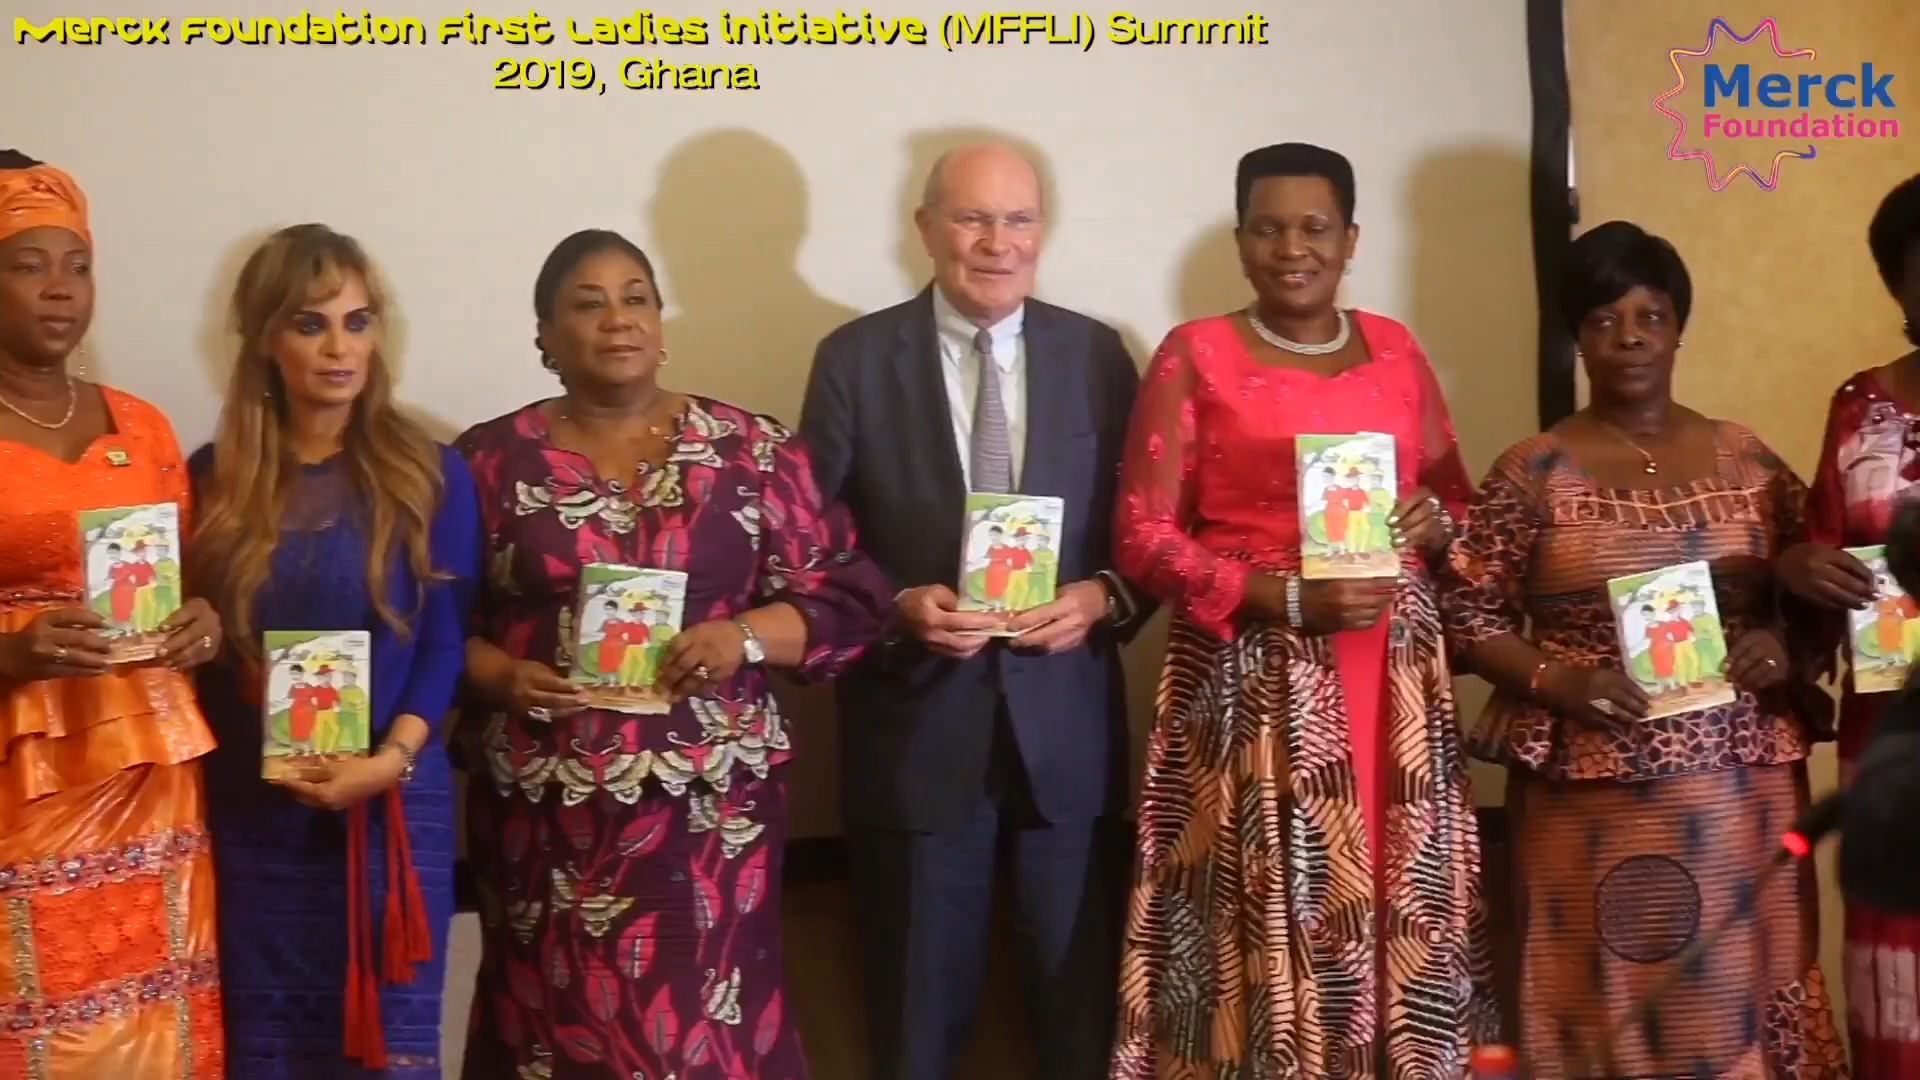 Merck Foundation First Ladies Initiative (MFFLI) Summit
2019, Ghana
Merck
Foundation